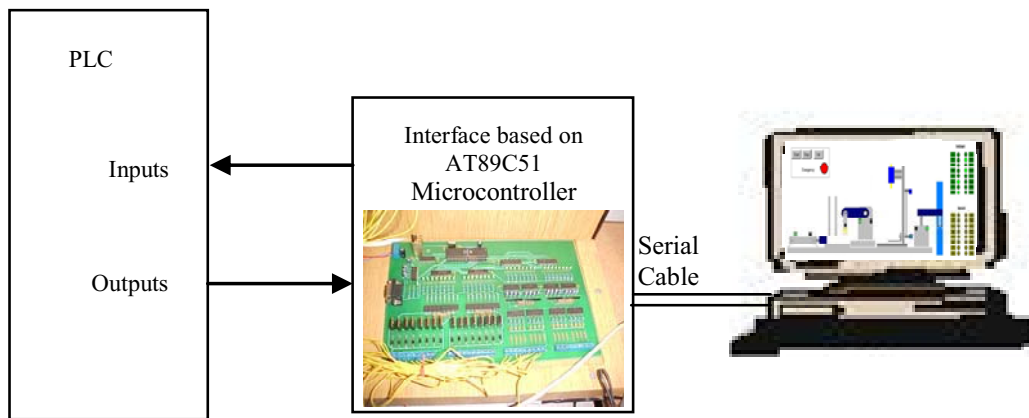 PLC
Inputs
Outputs
Interface based on
AT89C51
Microcontroller
Serial
Cable